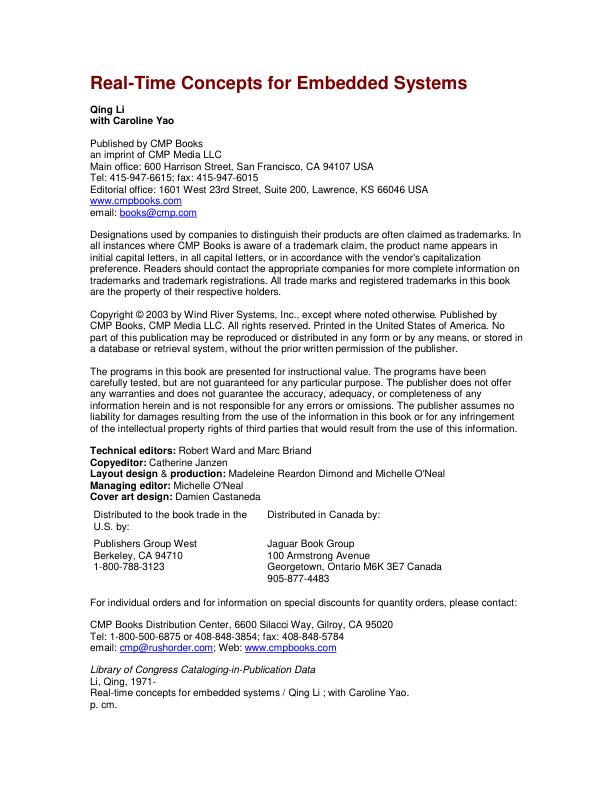 Real-Time Concepts for Embedded Systems
Qing Li
with Caroline Yao
Published by CMP Books
an imprint of CMP Media LLC
Main office: 600 Harrison Street, San Francisco, CA 94107 USA
Tel: 415-947-6615; fax: 415-947-6015
Editorial office: 1601 West 23rd Street, Suite 200, Lawrence, KS 66046 USA
www.cmpbooks.com
email: books@cmp.com
Designations used by companies to distinguish their products are often claimed as trademarks. In
all instances where CMP Books is aware of a trademark claim, the product name appears in
initial capital letters, in all capital letters, or in accordance with the vendor's capitalization
preference. Readers should contact the appropriate companies for more complete information on
trademarks and trademark registrations. All trade marks and registered trademarks in this book
are the property of their respective holders.
Copyright © 2003 by Wind River Systems, Inc., except where noted otherwise. Published by
CMP Books, CMP Media LLC. All rights reserved. Printed in the United States of America. No
part of this publication may be reproduced or distributed in any form or by any means, or stored in
a database or retrieval system, without the prior written permission of the publisher.
The programs in this book are presented for instructional value. The programs have been
carefully tested, but are not guaranteed for any particular purpose. The publisher does not offer
any warranties and does not guarantee the accuracy, adequacy, or completeness of any
information herein and is not responsible for any errors or omissions. The publisher assumes no
liability for damages resulting from the use of the information in this book or for any infringement
of the intellectual property rights of third parties that would result from the use of this information.
Technical editors: Robert Ward and Marc Briand
Copyeditor: Catherine Janzen
Layout design & production: Madeleine Reardon Dimond and Michelle O'Neal
Managing editor: Michelle O'Neal
Cover art design: Damien Castaneda
Distributed to the book trade in the
U.S. by:
Publishers Group West
Berkeley, CA 94710
1-800-788-3123
Distributed in Canada by:
Jaguar Book Group
100 Armstrong Avenue
Georgetown, Ontario M6K 3E7 Canada
905-877-4483
For individual orders and for information on special discounts for quantity orders, please contact:
CMP Books Distribution Center, 6600 Silacci Way, Gilroy, CA 95020
Tel: 1-800-500-6875 or 408-848-3854; fax: 408-848-5784
email: cmp@rushorder.com; Web: www.cmpbooks.com
Library of Congress Cataloging-in-Publication Data
Li, Qing, 1971-
Real-time concepts for embedded systems / Qing Li ; with Caroline Yao.
p. cm.